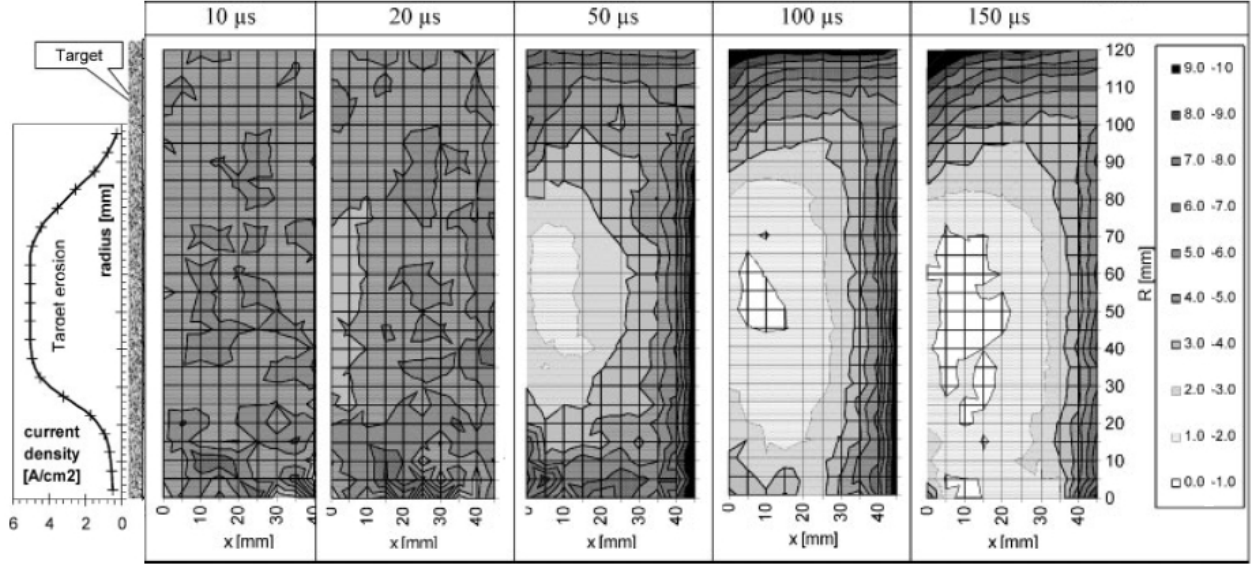 10 µs 20 µs 50 µs 100 µs 150 µs
Target
radius [mm]
Target erosion
current
density
[A/cm2]
6 4 2 0
0 10 20 30 40
x [mm]
0 10 20 30 40
x [mm]
0 10 20 30 40
x [mm]
0 10 20 30 40
x [mm]
0 10 20 30 40
x [mm]
120
110
100
90
80
70
60
50
40
30
20
10
0
R [mm]
9.0 -10
8.0 -9.0
7.0 -8.0
6.0 -7.0
5.0 -6.0
4.0 -5.0
3.0 -4.0
2.0 -3.0
1.0 -2.0
0.0 -1.0